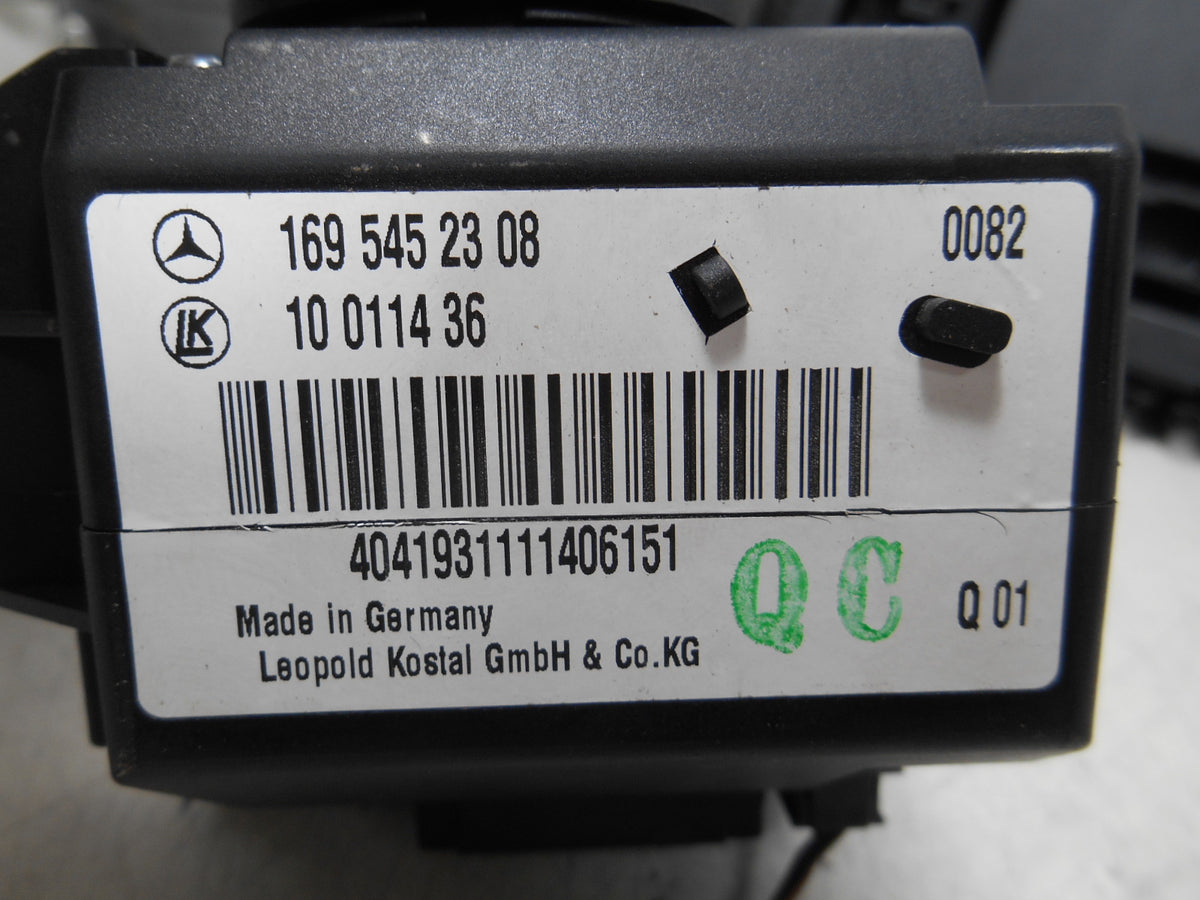 169 545 23 08
0082
LK
10 0114 36
4041931111406151
QC
Q 01
Made in Germany
Leopold Kostal GmbH & Co.KG